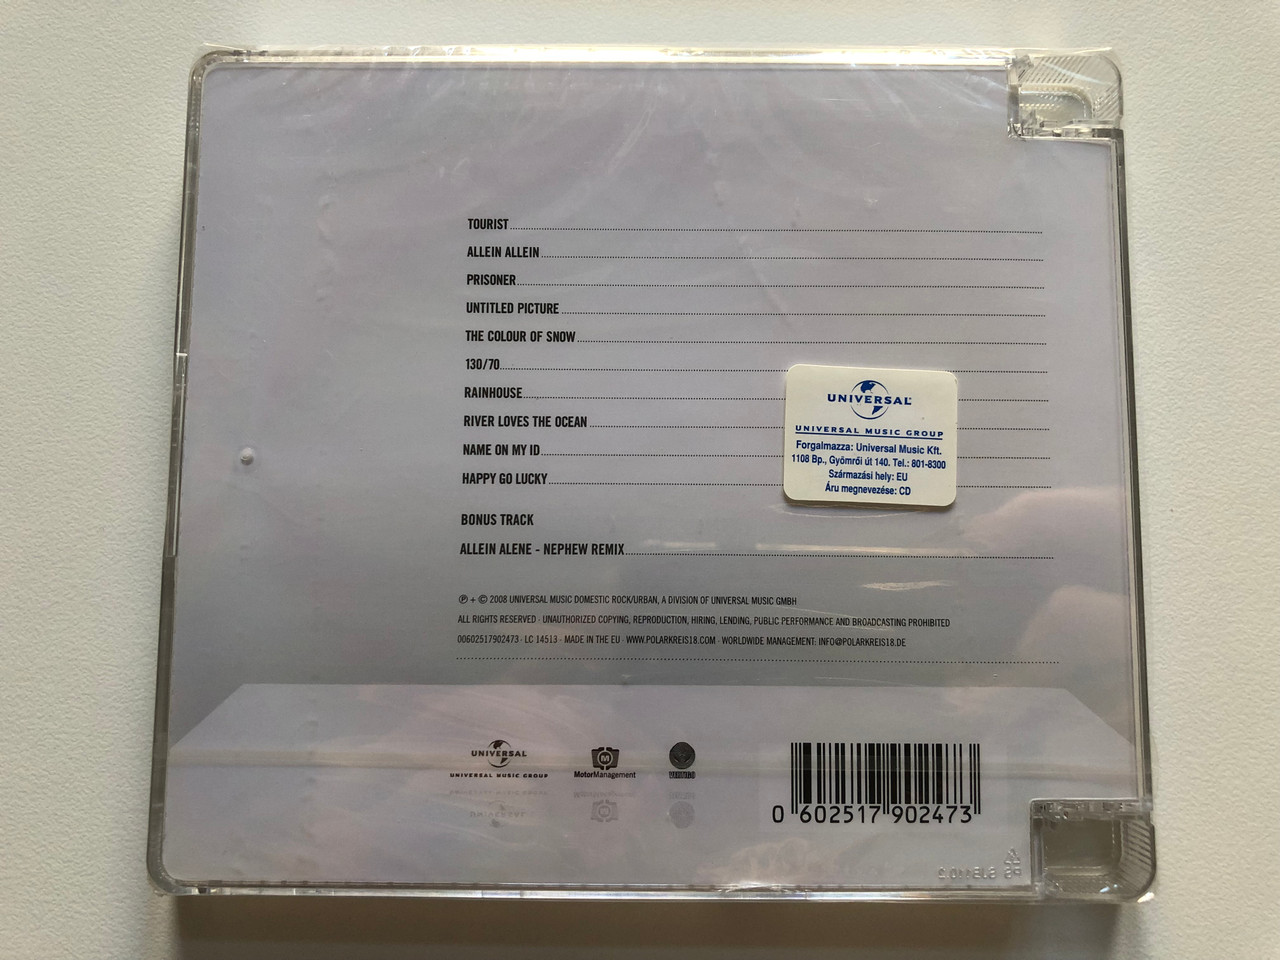 TOURIST
ALLEIN ALLEIN
PRISONER
UNTITLED PICTURE
THE COLOUR OF SNOW
130/70
RAINHOUSE
RIVER LOVES THE OCEAN
NAME ON MY ID
HAPPY GO LUCKY
BONUS TRACK
ALLEIN ALENE - NEPHEW REMIX
UNIVERSAL
UNIVERSAL MUSIC GROUP
Forgalmazza: Universal Music Kft.
1108 Bp., Gyömrői út 140. Tel.: 801-8300
Származási hely: EU
Áru megnevezése: CD
℗ + © 2008 UNIVERSAL MUSIC DOMESTIC ROCK/URBAN, A DIVISION OF UNIVERSAL MUSIC GMBH
ALL RIGHTS RESERVED · UNAUTHORIZED COPYING, REPRODUCTION, HIRING, LENDING, PUBLIC PERFORMANCE AND BROADCASTING PROHIBITED
00602517902473 · LC 14513 · MADE IN THE EU · WWW.POLARKREIS18.COM · WORLDWIDE MANAGEMENT: INFO@POLARKREIS18.DE
UNIVERSAL
UNIVERSAL MUSIC GROUP
M
MotorManagement
VERTIGO
0 602517 902473